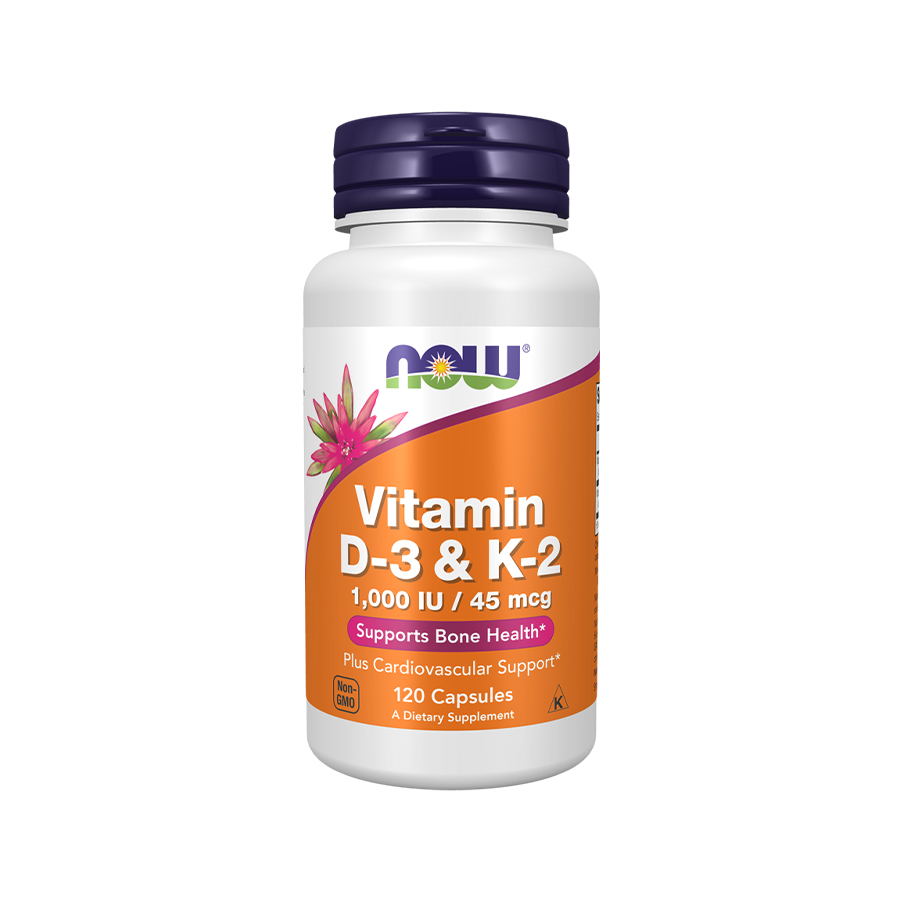 NOW®
Vitamin
D-3 & K-2
1,000 IU / 45 mcg
Supports Bone Health*
Plus Cardiovascular Support*
Non-
GMO
120 Capsules
A Dietary Supplement
K